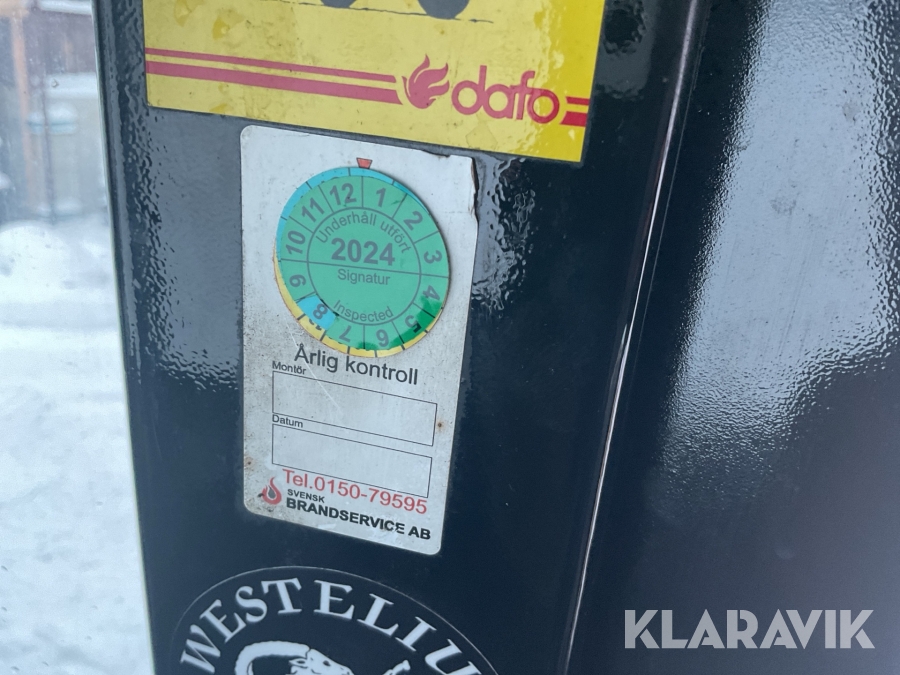 dafo
12 1 2 3 4 5 6 7 8 9 10 11
Underhåll utfört
2024
Signatur
Inspected
Årlig kontroll
Montör
Datum
Tel.0150-79595
SVENSK
BRANDSERVICE AB
WESTELIU
KLARAVIK